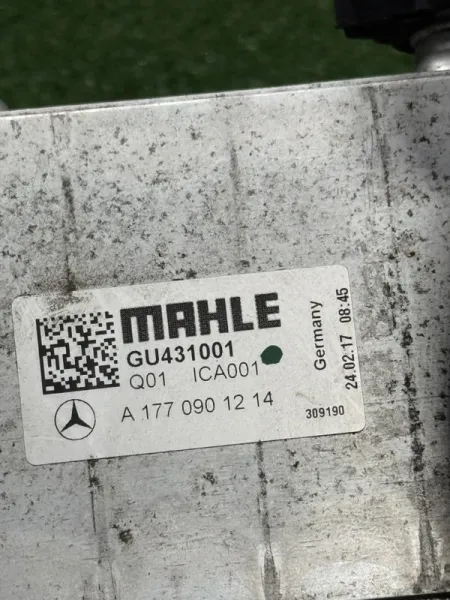 MAHLE
GU431001
Q01 ICA001
A 177 090 12 14
Germany
24.02.17 08:45
309190